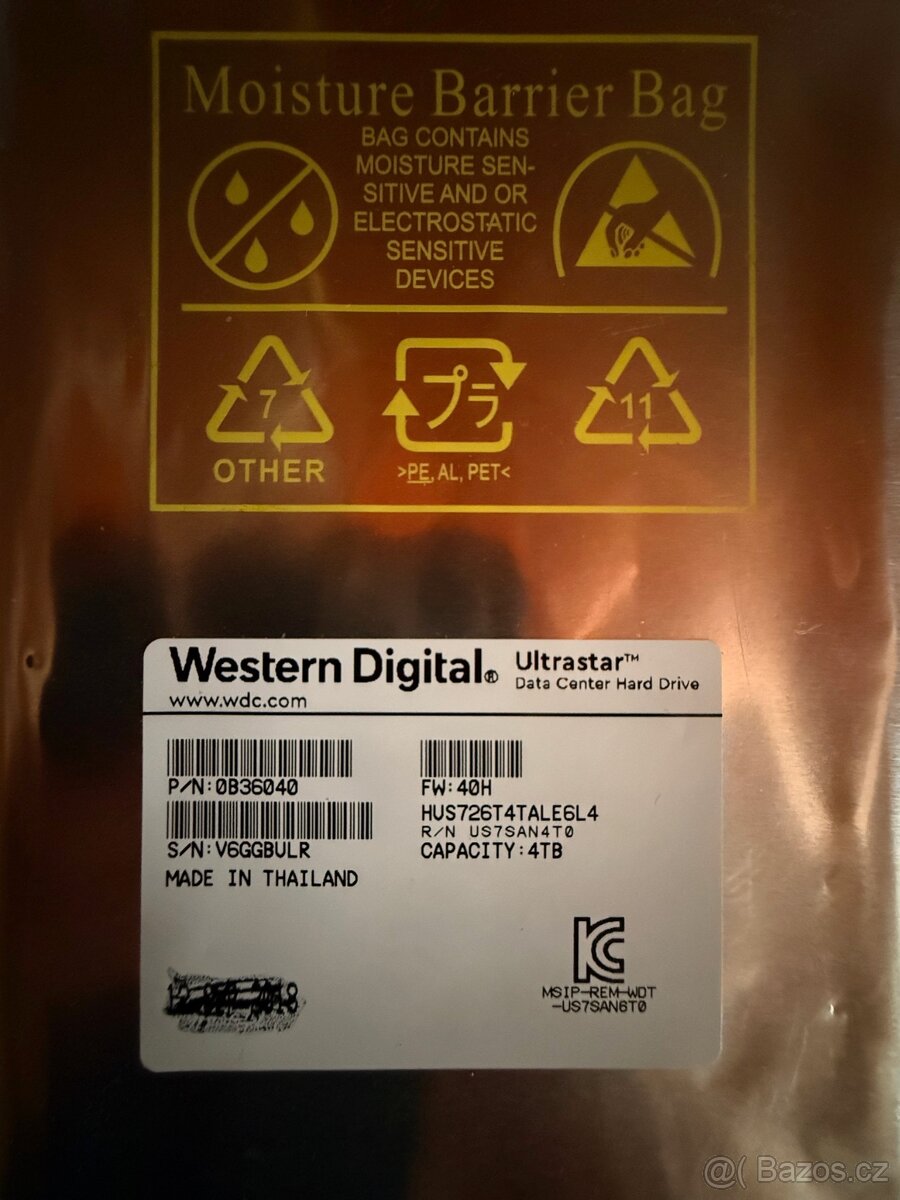 Moisture Barrier Bag
BAG CONTAINS
MOISTURE SEN-
SITIVE AND OR
ELECTROSTATIC
SENSITIVE
DEVICES
7
プラ
11
OTHER
>PE, AL, PET<
Western Digital® Ultrastar™
Data Center Hard Drive
www.wdc.com
P/N:0B36040
FW:40H
HUS726T4TALE6L4
R/N US7SAN4T0
S/N:V6GGBULR
CAPACITY:4TB
MADE IN THAILAND
KC
MSIP-REM-WDT
-US7SAN6T0
@( Bazos.cz